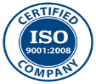 CERTIFIED
ISO
9001:2008
COMPANY